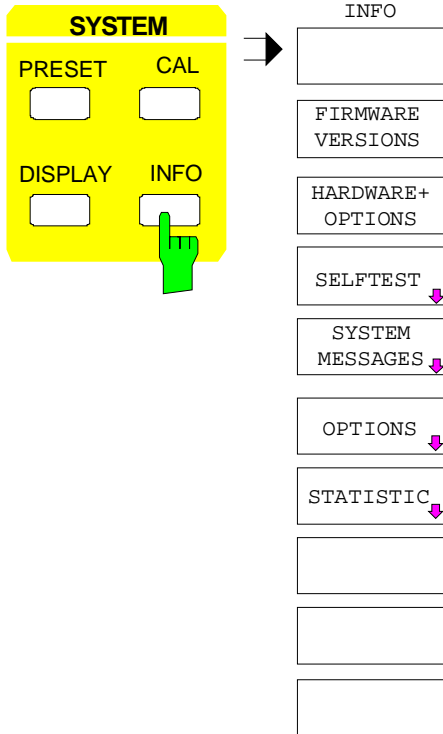 SYSTEM
PRESET CAL
DISPLAY INFO
INFO
FIRMWARE
VERSIONS
HARDWARE+
OPTIONS
SELFTEST
SYSTEM
MESSAGES
OPTIONS
STATISTIC